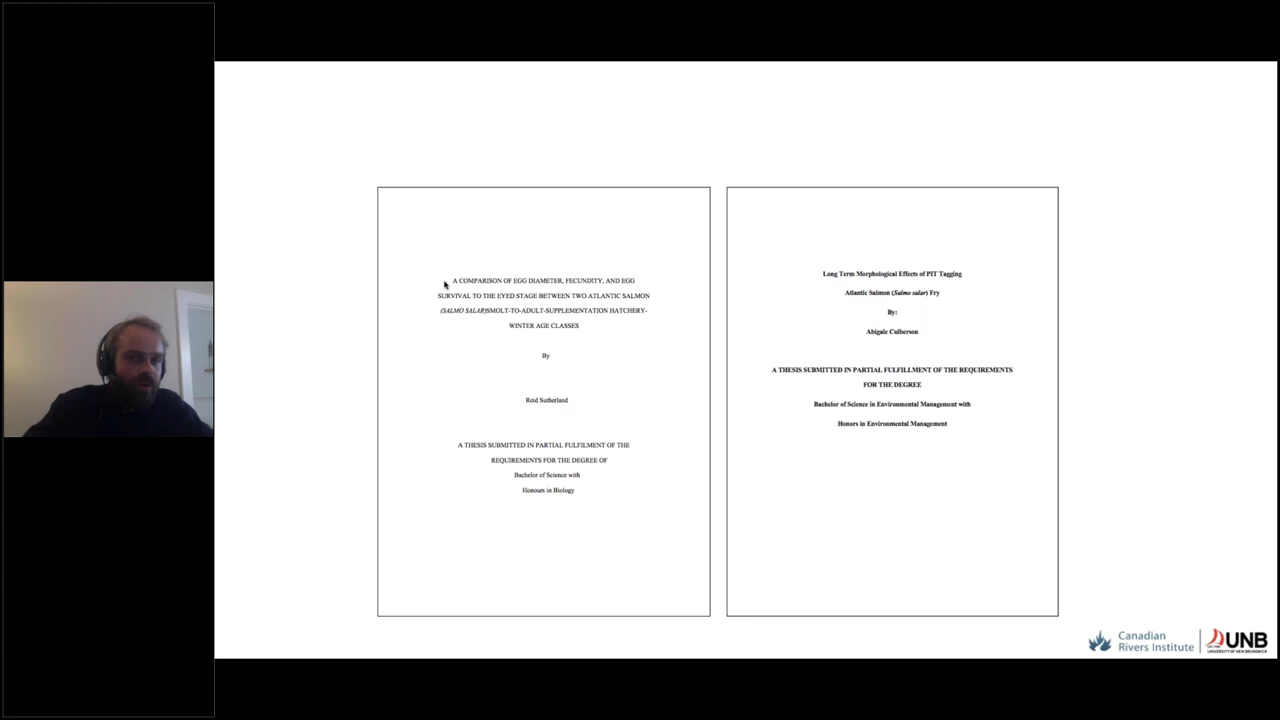 A COMPARISON OF EGG DIAMETER, FECUNDITY, AND EGG
SURVIVAL TO THE EYED STAGE BETWEEN TWO ATLANTIC SALMON
(SALMO SALAR)SMOLT-TO-ADULT-SUPPLEMENTATION HATCHERY-
WINTER AGE CLASSES
By
Reid Sutherland
A THESIS SUBMITTED IN PARTIAL FULFILMENT OF THE
REQUIREMENTS FOR THE DEGREE OF
Bachelor of Science with
Honours in Biology
Long Term Morphological Effects of PIT Tagging
Atlantic Salmon (Salmo salar) Fry
By:
Abigale Culberson
A THESIS SUBMITTED IN PARTIAL FULFILLMENT OF THE REQUIREMENTS
FOR THE DEGREE
Bachelor of Science in Environmental Management with
Honors in Environmental Management
Canadian
Rivers Institute
UNB
UNIVERSITY OF NEW BRUNSWICK